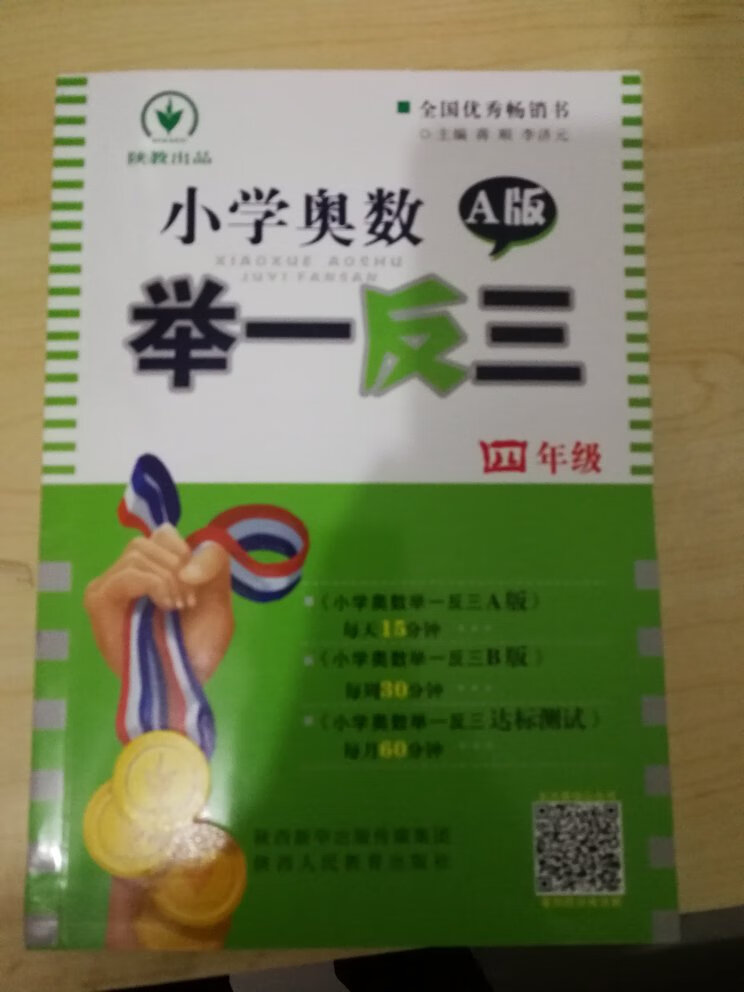 陕教出品
全国优秀畅销书
主编 蒋 顺 李济元
小学奥数 A版
XIAOXUE AOSHU
JUYI FANSAN
举一反三
四年级
《小学奥数举一反三A版》
每天15分钟
《小学奥数举一反三B版》
每周30分钟
《小学奥数举一反三达标测试》
每月60分钟
陕西新华出版传媒集团
陕西人民教育出版社